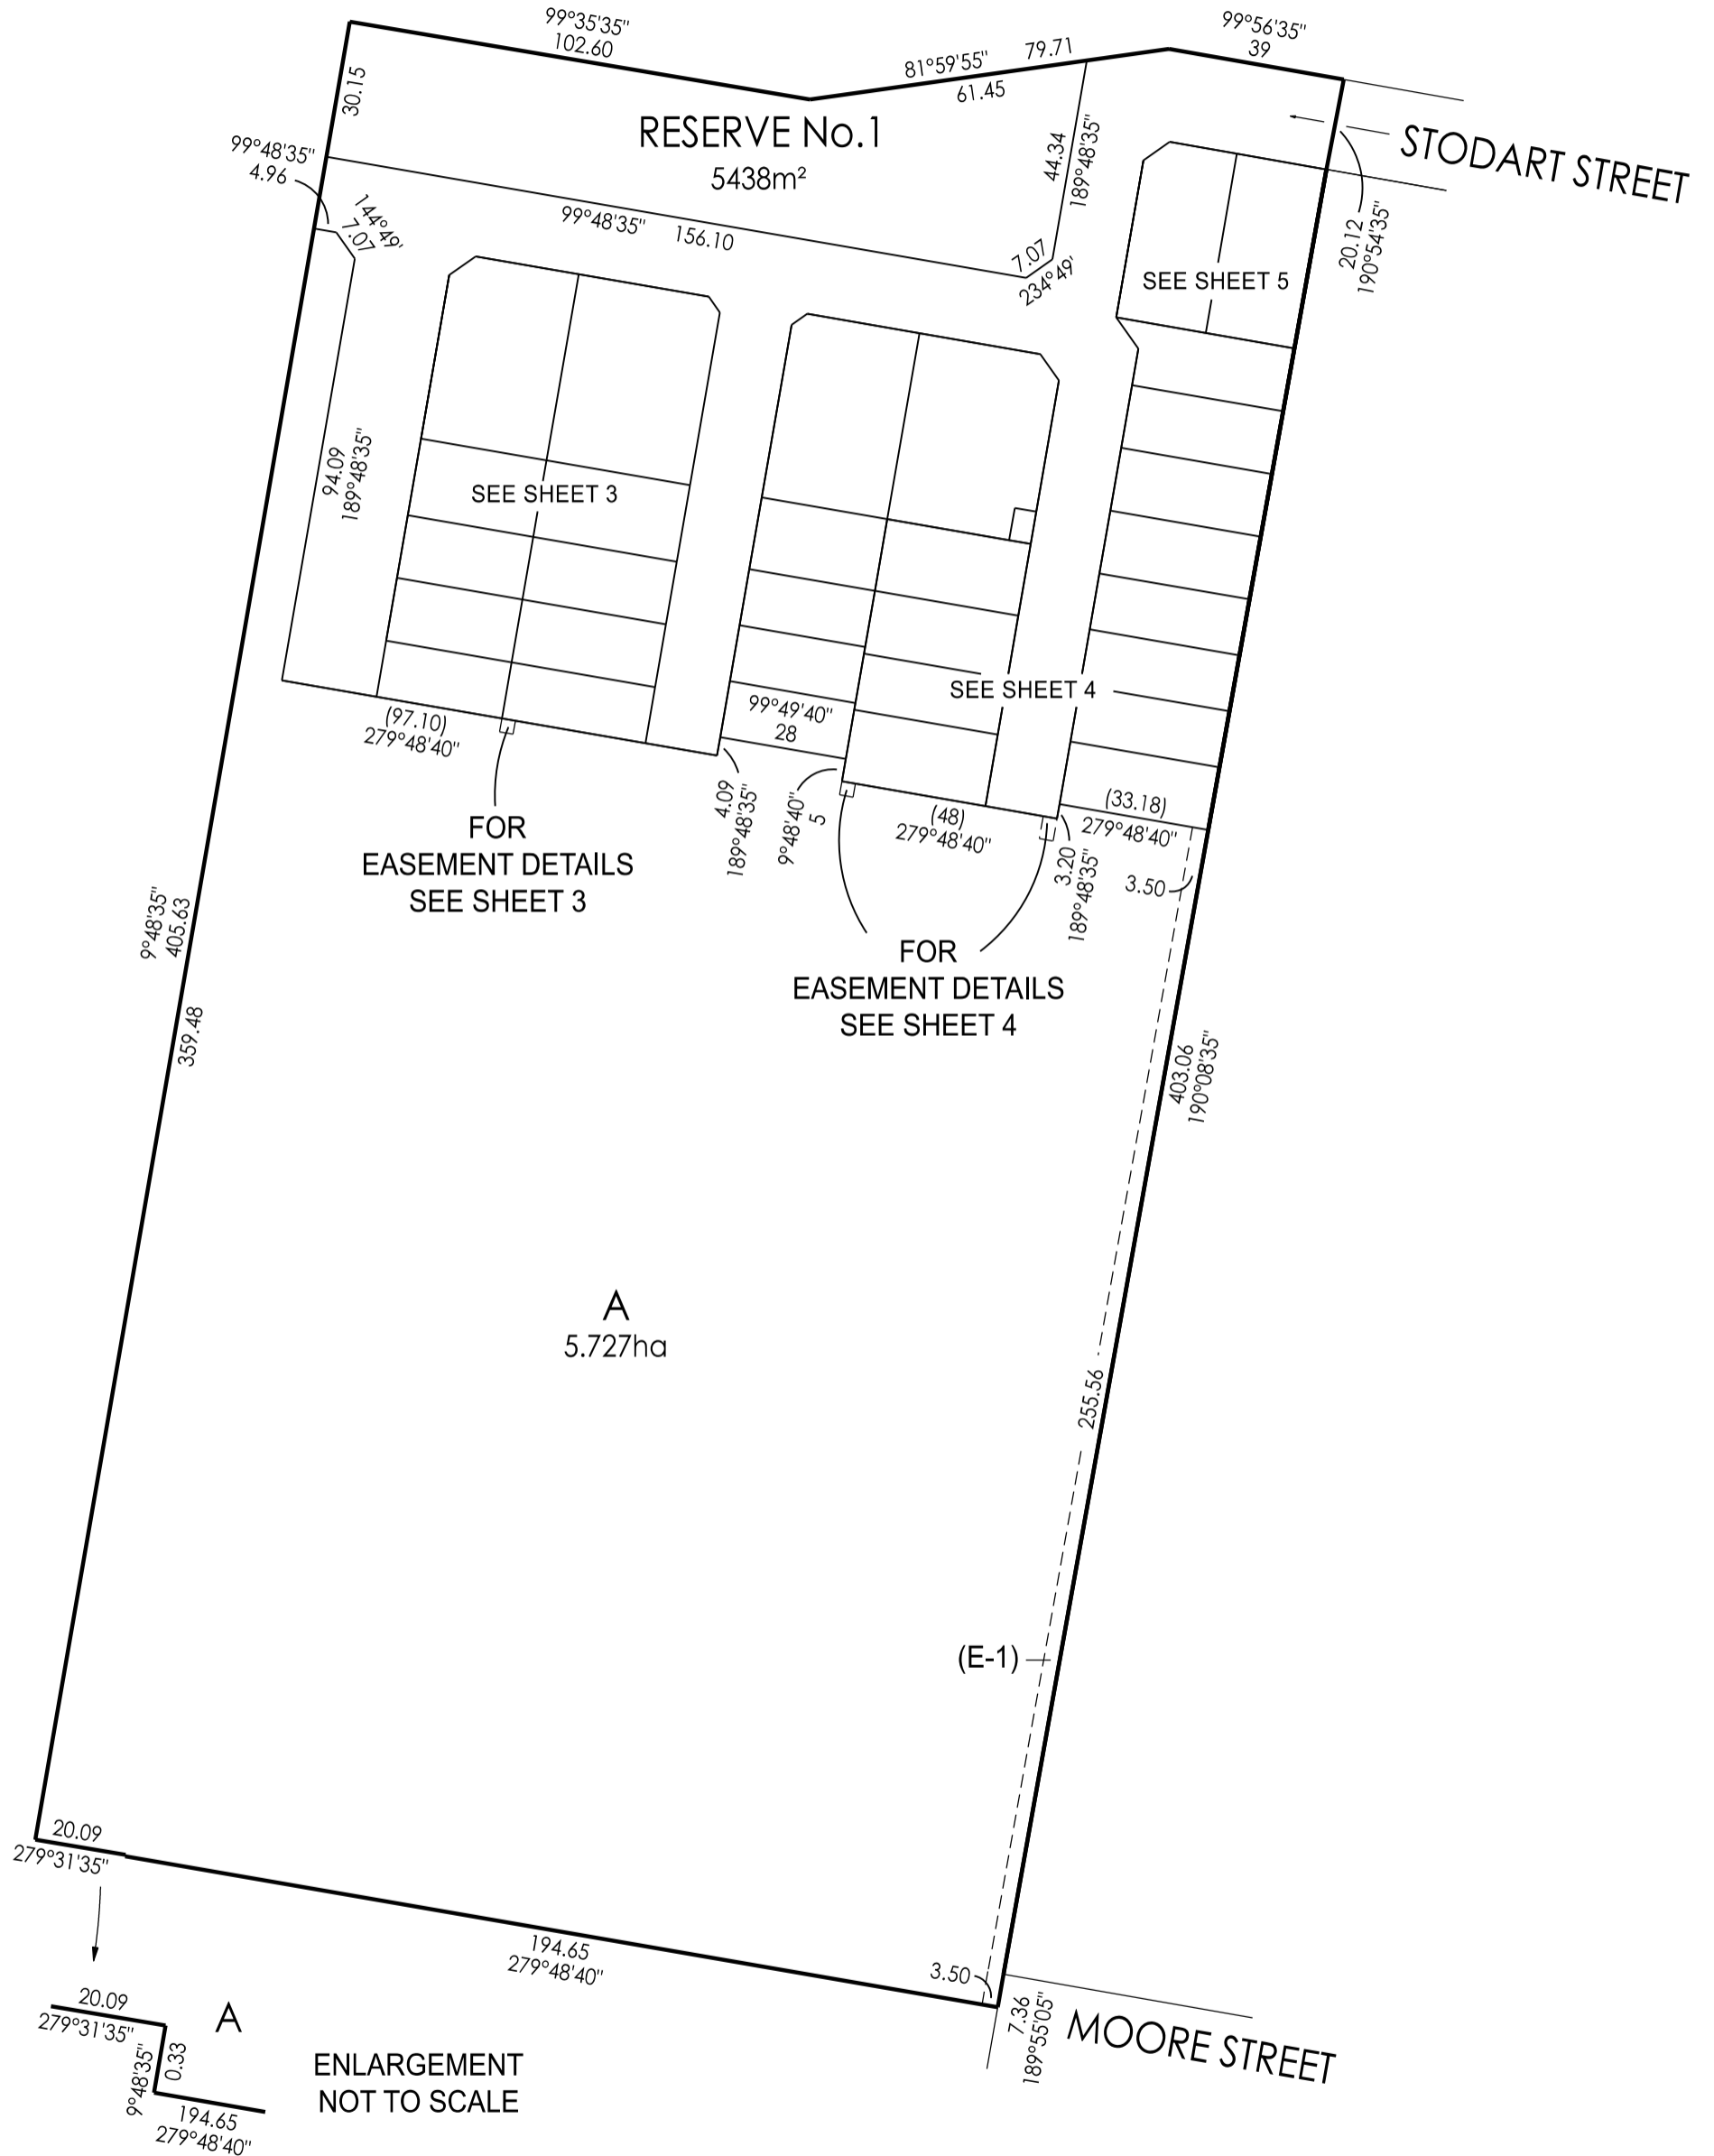 99°35'35"
102.60
99°56'35"
39
81°59'55"
79.71
61.45
30.15
RESERVE No.1
5438m²
44.34
189°48'35"
STODART STREET
99°48'35"
4.96
144°49'
7.07
99°48'35"
156.10
7.07
234°49'
20.12
190°54'35"
SEE SHEET 5
94.09
189°48'35"
SEE SHEET 3
SEE SHEET 4
99°49'40"
28
(97.10)
279°48'40"
4.09
189°48'35"
9°48'40"
5
(48)
279°48'40"
(33.18)
279°48'40"
3.20
189°48'35"
3.50
FOR
EASEMENT DETAILS
SEE SHEET 3
FOR
EASEMENT DETAILS
SEE SHEET 4
9°48'35"
405.63
359.48
403.06
190°08'35"
A
5.727ha
255.56
(E-1)
20.09
279°31'35"
194.65
279°48'40"
3.50
7.36
189°55'05"
MOORE STREET
20.09
279°31'35"
A
9°48'35"
0.33
194.65
279°48'40"
ENLARGEMENT
NOT TO SCALE